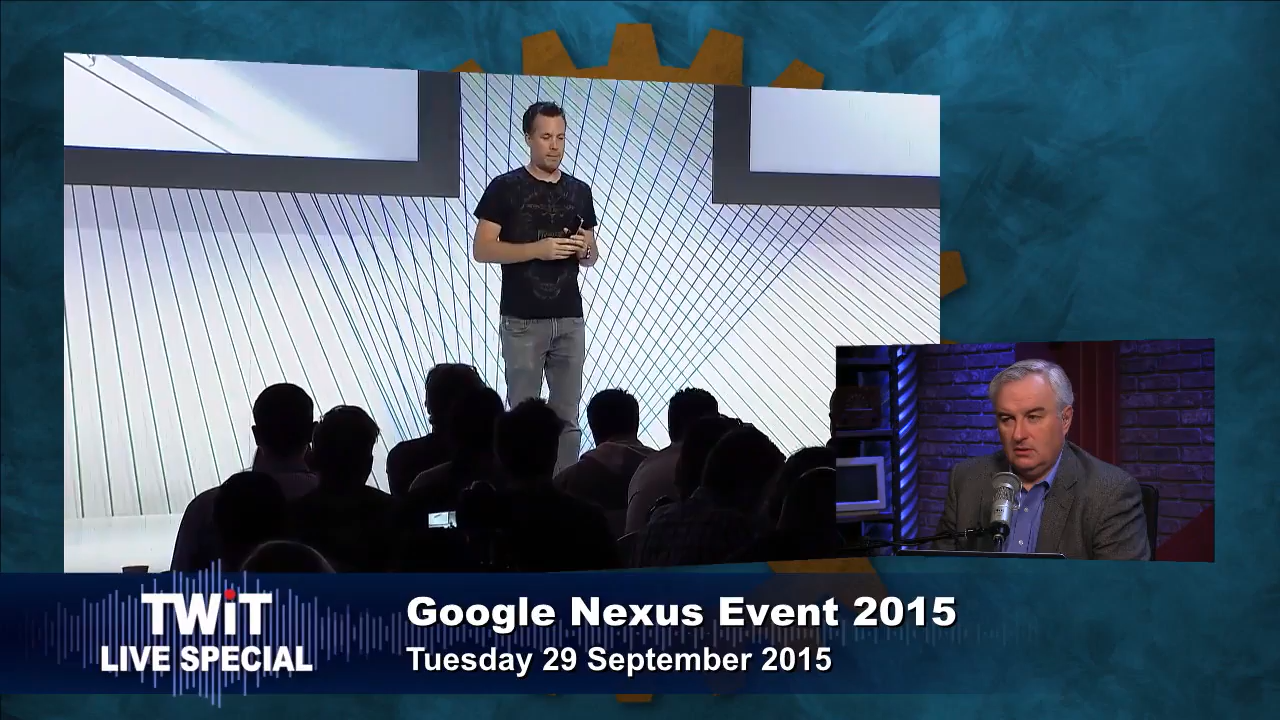 TWiT
LIVE SPECIAL
Google Nexus Event 2015
Tuesday 29 September 2015